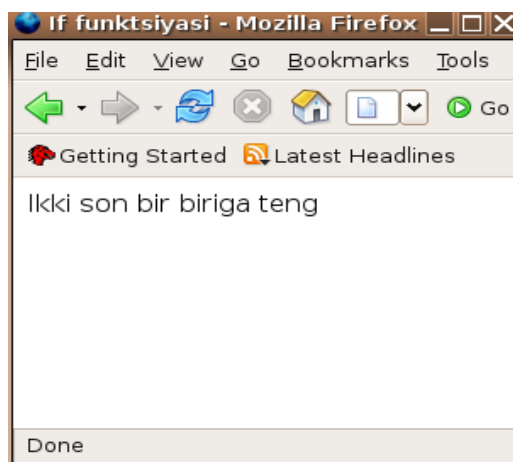 If funktsiyasi - Mozilla Firefox
File Edit View Go Bookmarks Tools
Go
Getting Started Latest Headlines
Ikki son bir biriga teng
Done